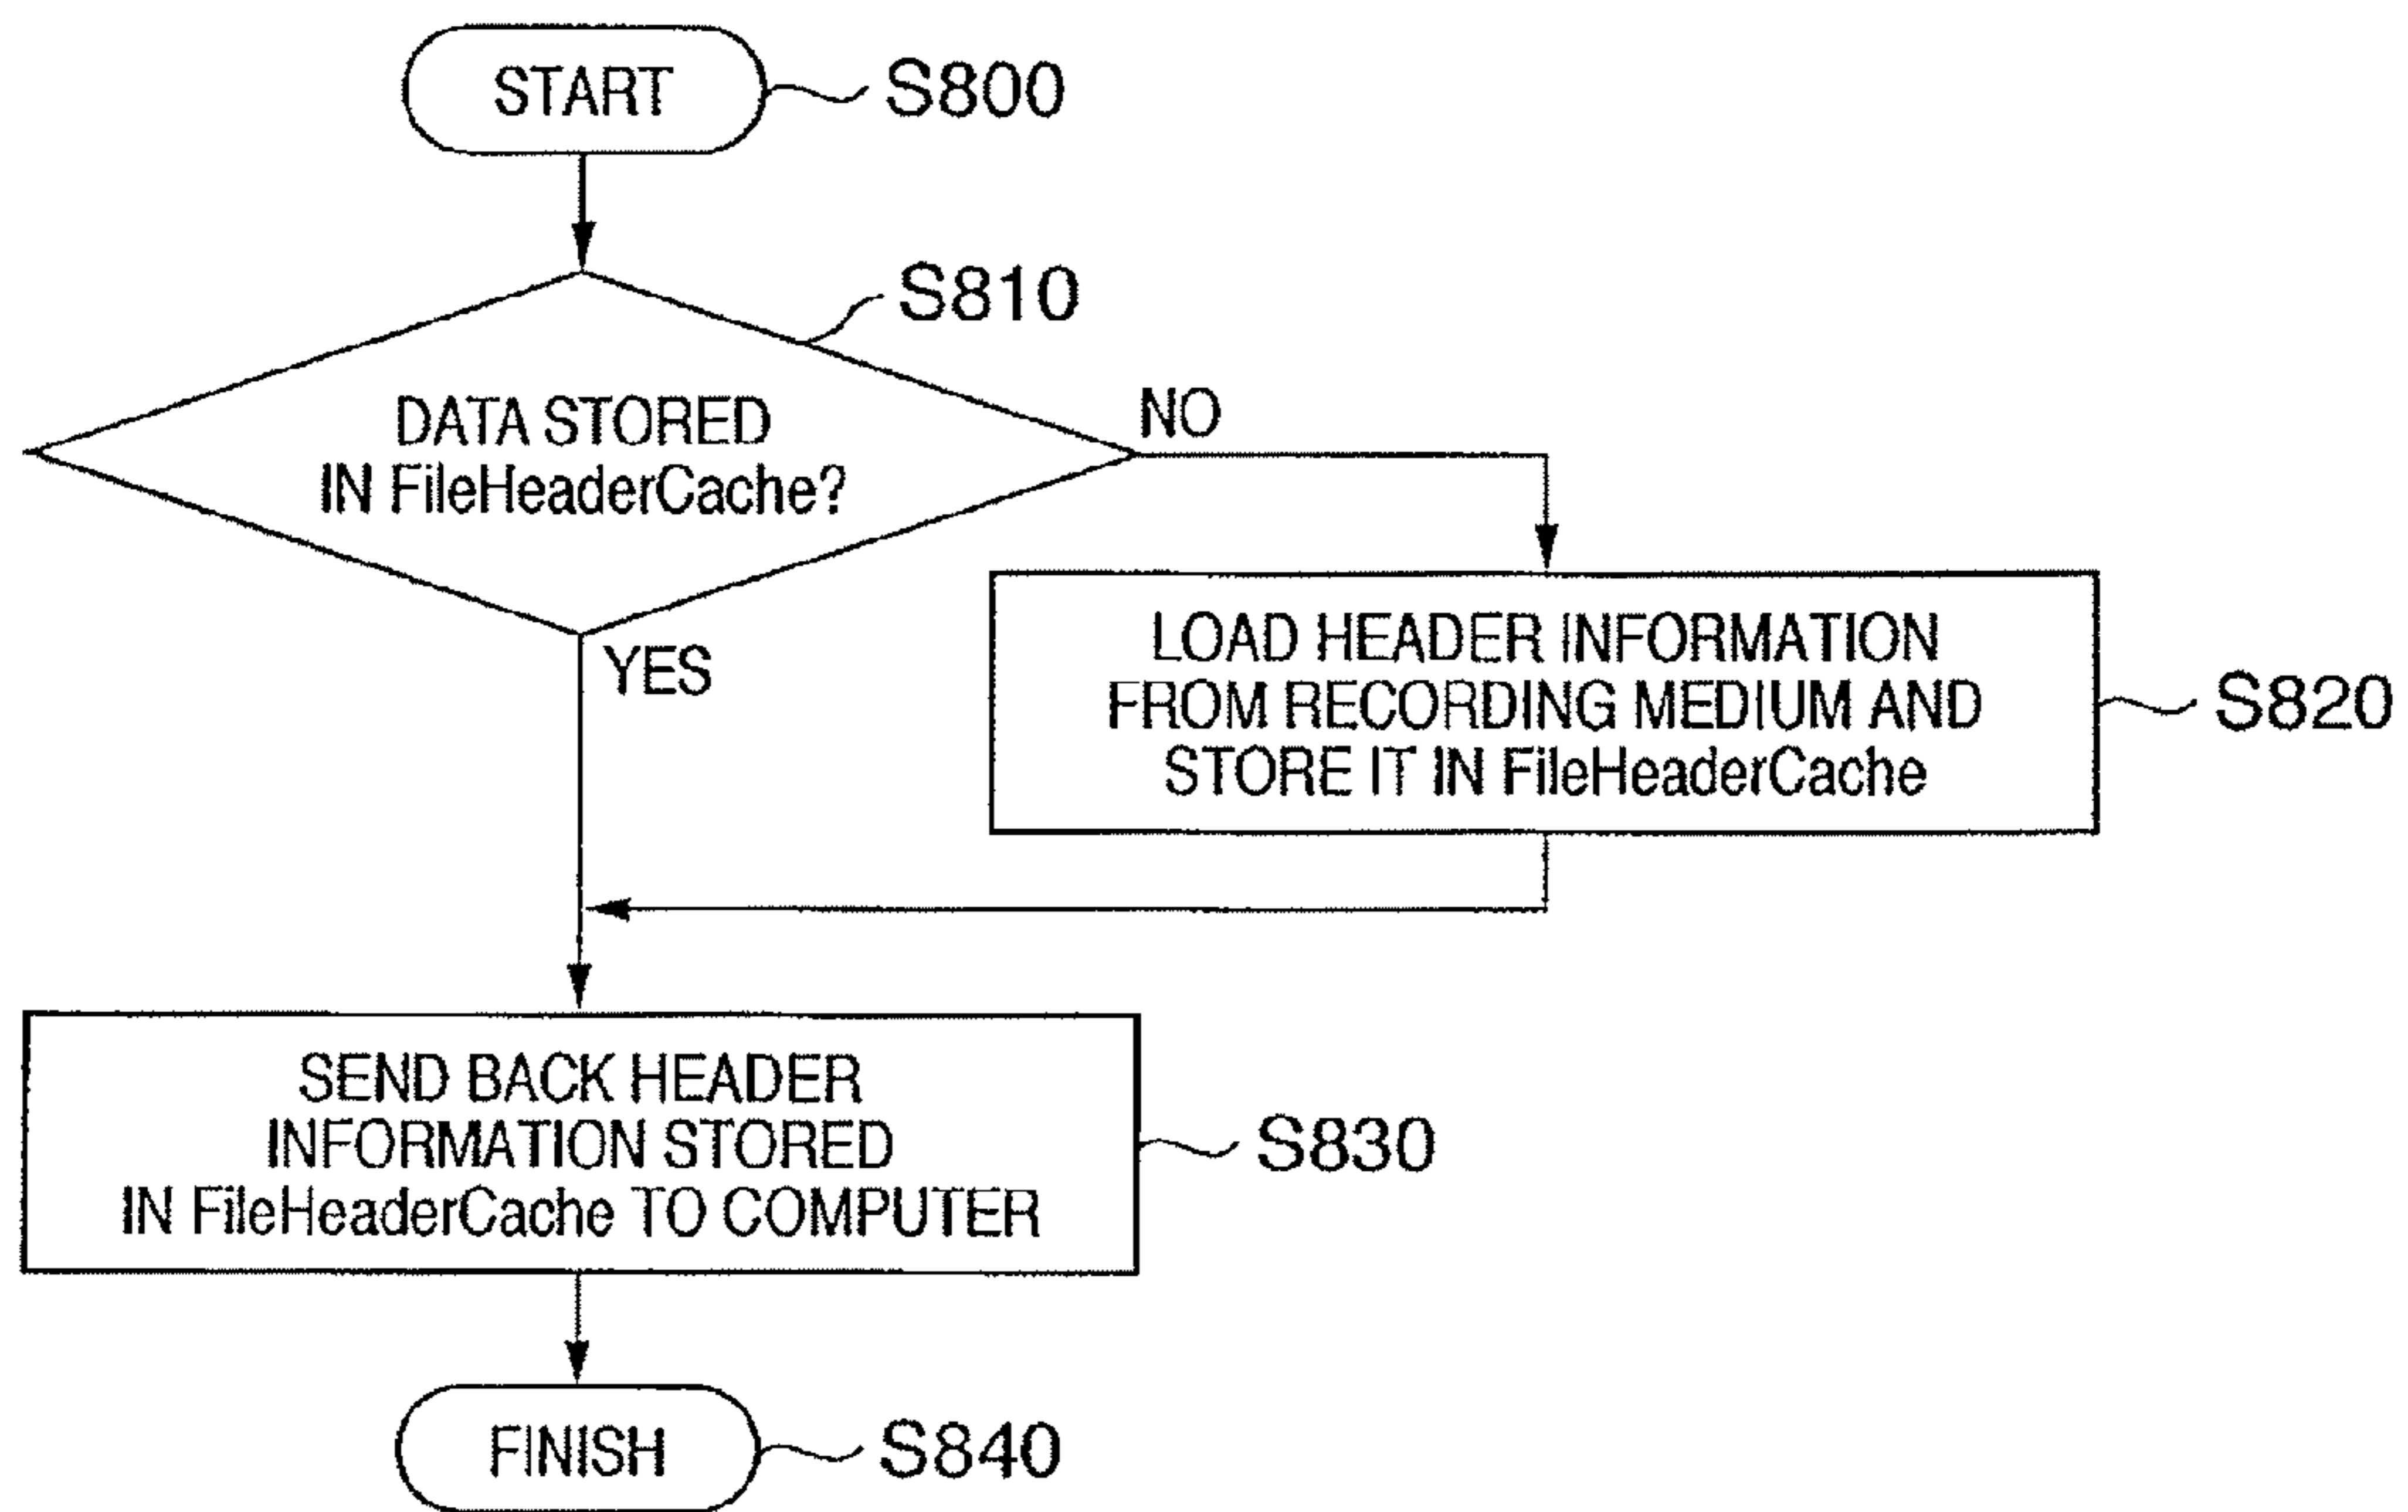 START
S800
S810
DATA STORED
IN FileHeaderCache?
NO
YES
LOAD HEADER INFORMATION
FROM RECORDING MEDIUM AND
STORE IT IN FileHeaderCache
S820
SEND BACK HEADER
INFORMATION STORED
IN FileHeaderCache TO COMPUTER
S830
FINISH
S840